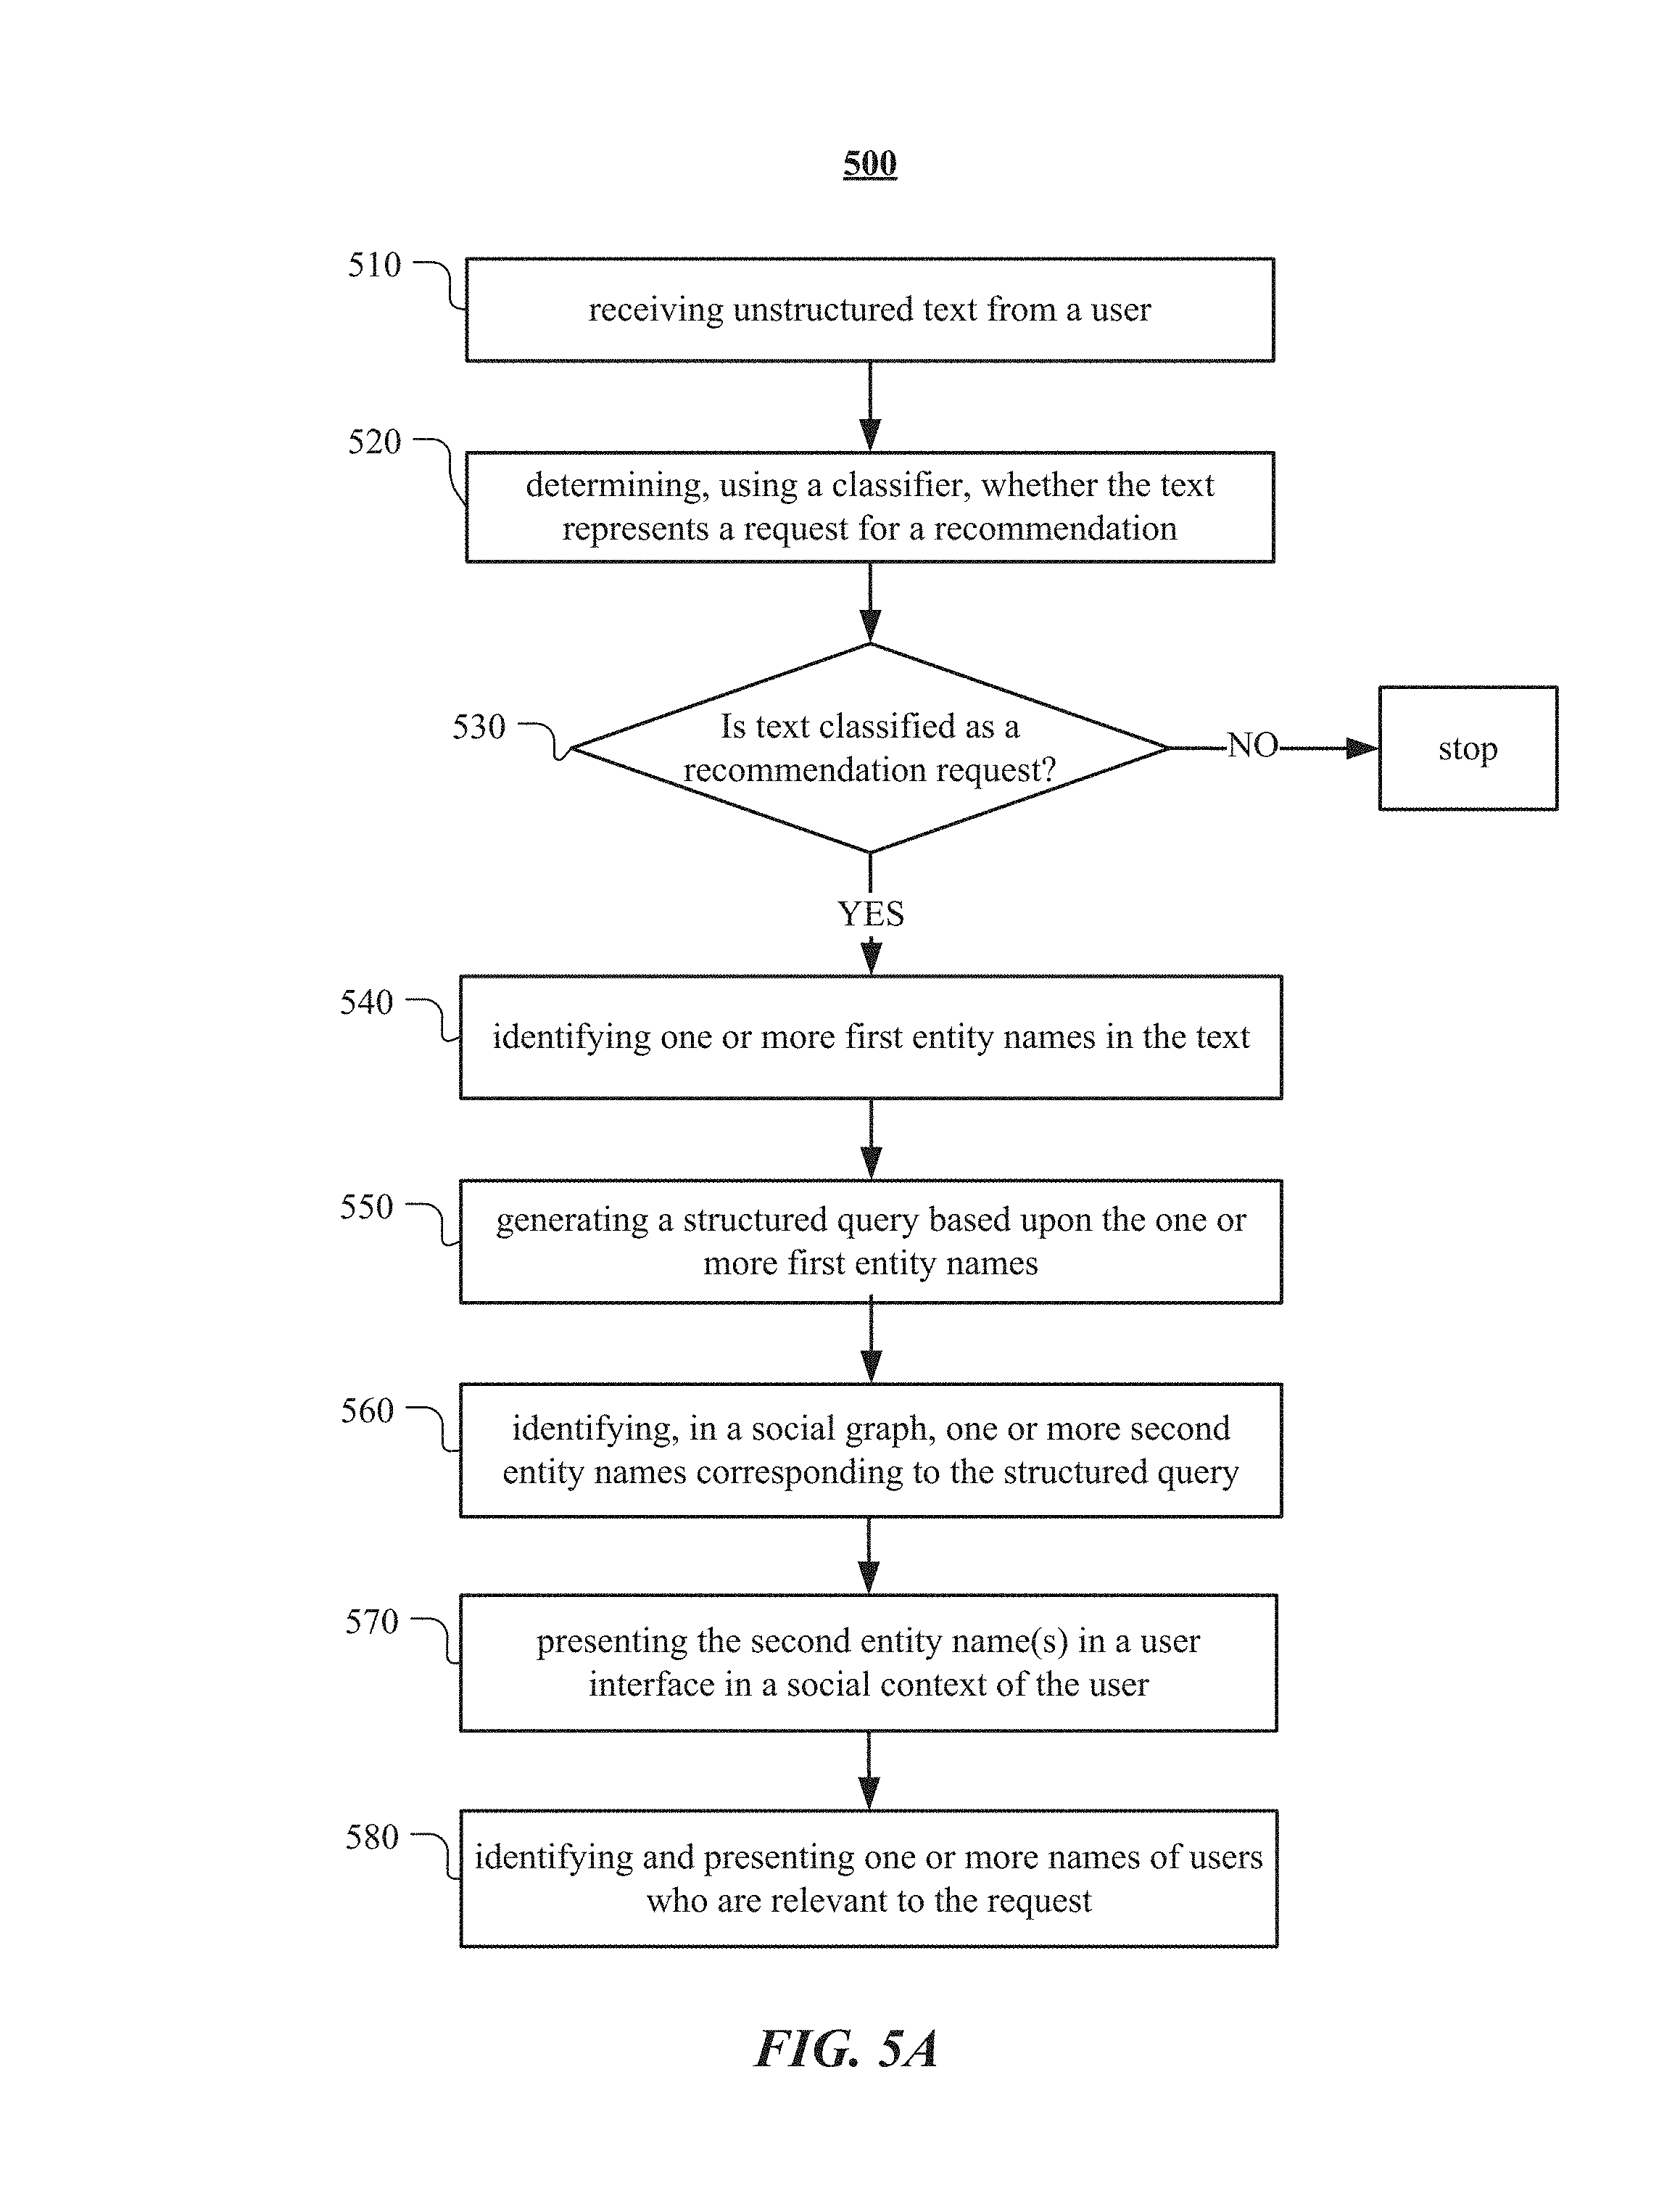 500
510
receiving unstructured text from a user
520
determining, using a classifier, whether the text
represents a request for a recommendation
530
Is text classified as a
recommendation request?
NO
stop
YES
540
identifying one or more first entity names in the text
550
generating a structured query based upon the one or
more first entity names
560
identifying, in a social graph, one or more second
entity names corresponding to the structured query
570
presenting the second entity name(s) in a user
interface in a social context of the user
580
identifying and presenting one or more names of users
who are relevant to the request
FIG. 5A